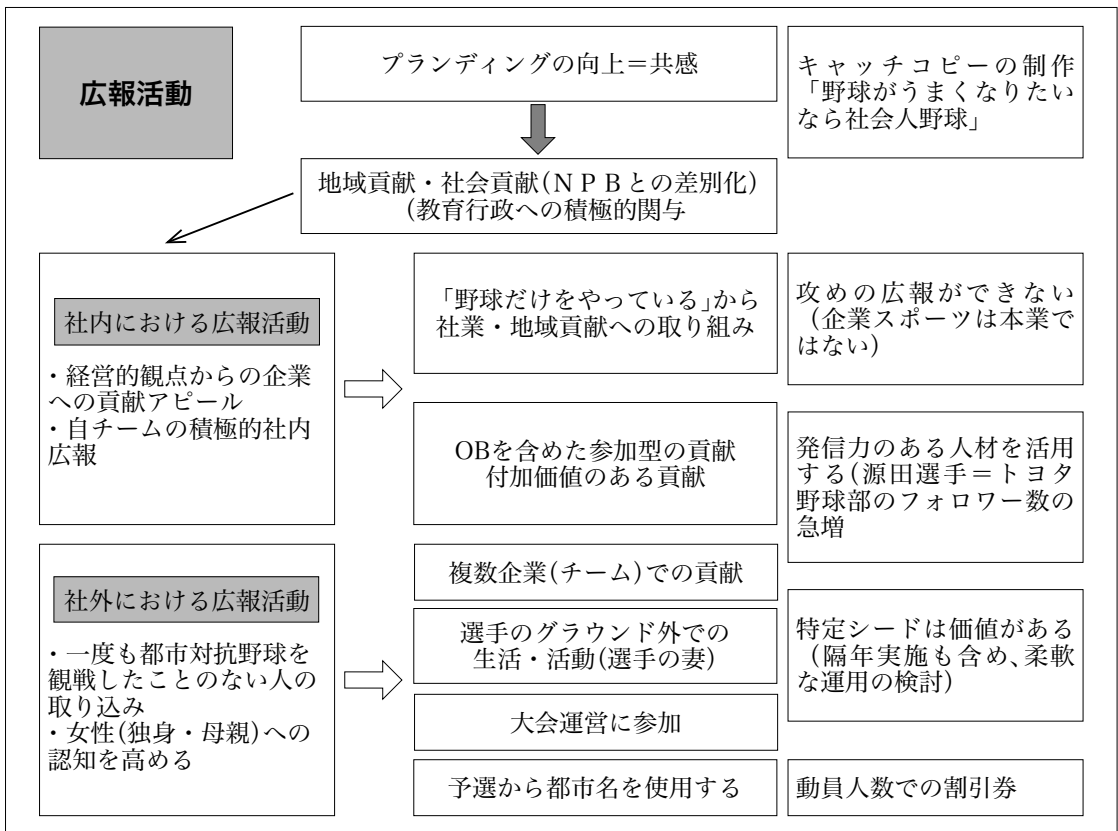 広報活動
プランディングの向上＝共感
キャッチコピーの制作
「野球がうまくなりたい
なら社会人野球」
地域貢献・社会貢献(ＮＰＢとの差別化)
(教育行政への積極的関与
社内における広報活動
・経営的観点からの企業
への貢献アピール
・自チームの積極的社内
広報
「野球だけをやっている」から
社業・地域貢献への取り組み
攻めの広報ができない
(企業スポーツは本業で
はない)
OBを含めた参加型の貢献
付加価値のある貢献
発信力のある人材を活用
する(源田選手＝トヨタ
野球部のフォロワー数の
急増
社外における広報活動
・一度も都市対抗野球を
観戦したことのない人の
取り込み
・女性(独身・母親)への
認知を高める
複数企業(チーム)での貢献
選手のグラウンド外での
生活・活動(選手の妻)
大会運営に参加
予選から都市名を使用する
特定シードは価値がある
(隔年実施も含め、柔軟
な運用の検討)
動員人数での割引券